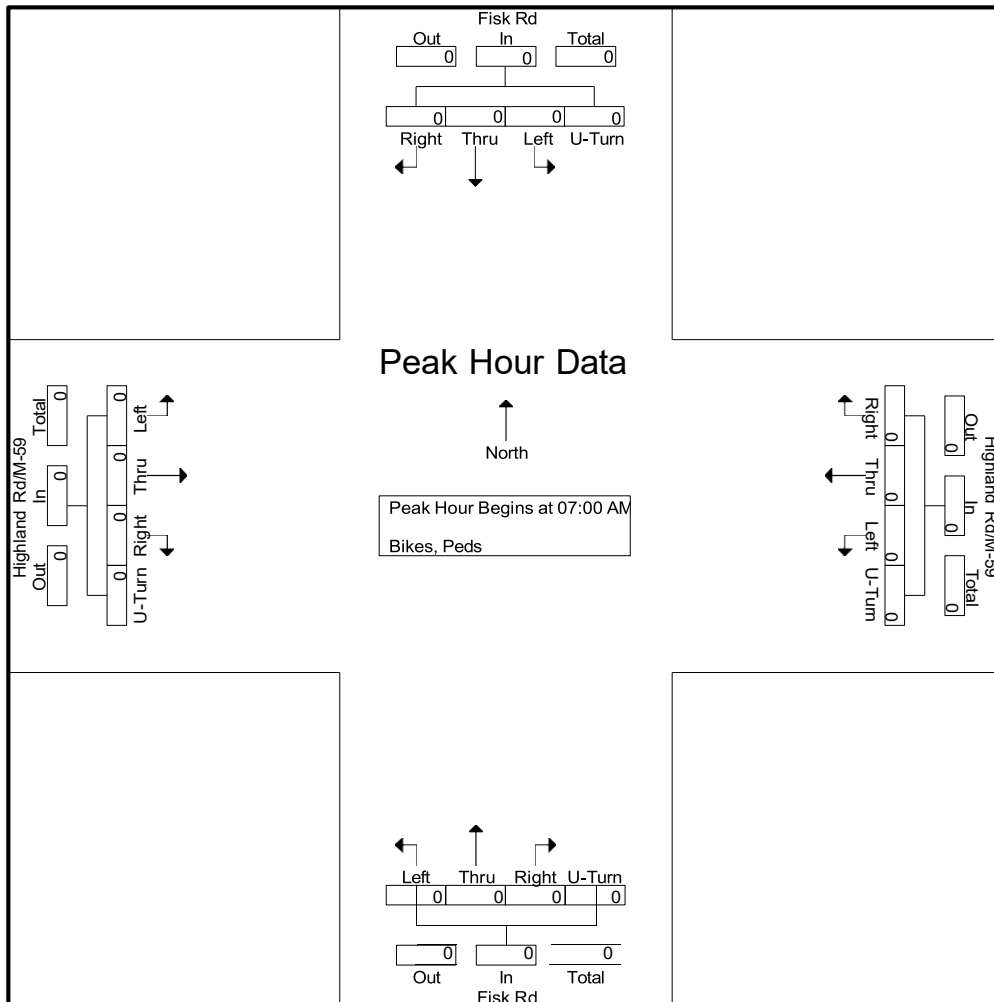 Fisk Rd
Out In Total
0 0 0
0 0 0 0
Right Thru Left U-Turn
Peak Hour Data
North
Peak Hour Begins at 07:00 AM
Bikes, Peds
Highland Rd/M-59
Out In Total
0 0 0
0 0 0 0
U-Turn Right Thru Left
Highland Rd/M-59
Out In Total
0 0 0
0 0 0 0
Right Thru Left U-Turn
Left Thru Right U-Turn
0 0 0 0
0 0 0
Out In Total
Fisk Rd